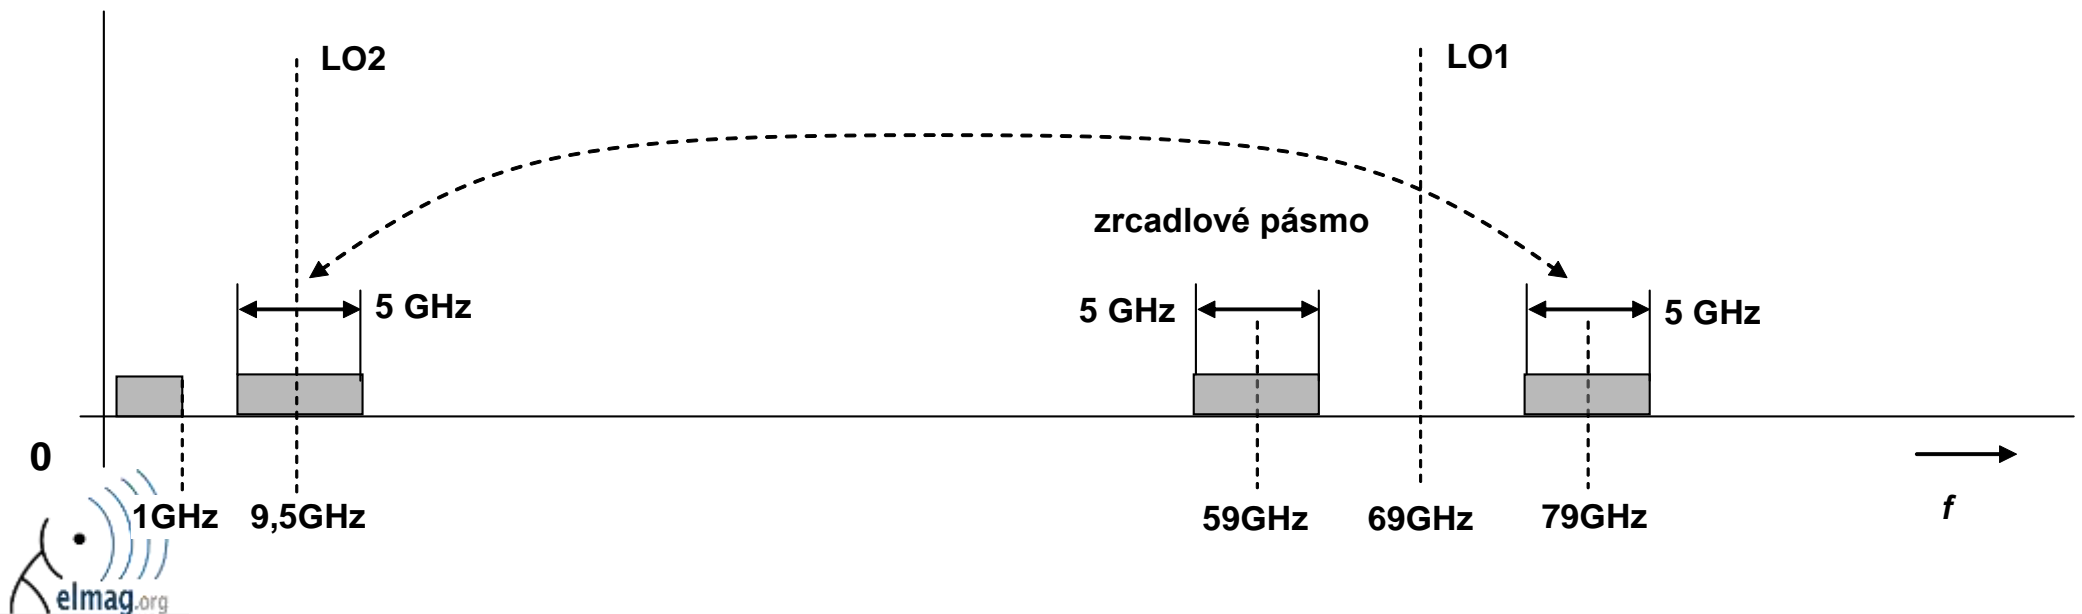 LO2
LO1
zrcadlové pásmo
5 GHz
5 GHz
5 GHz
0
1GHz
9,5GHz
59GHz
69GHz
79GHz
f
elmag.org